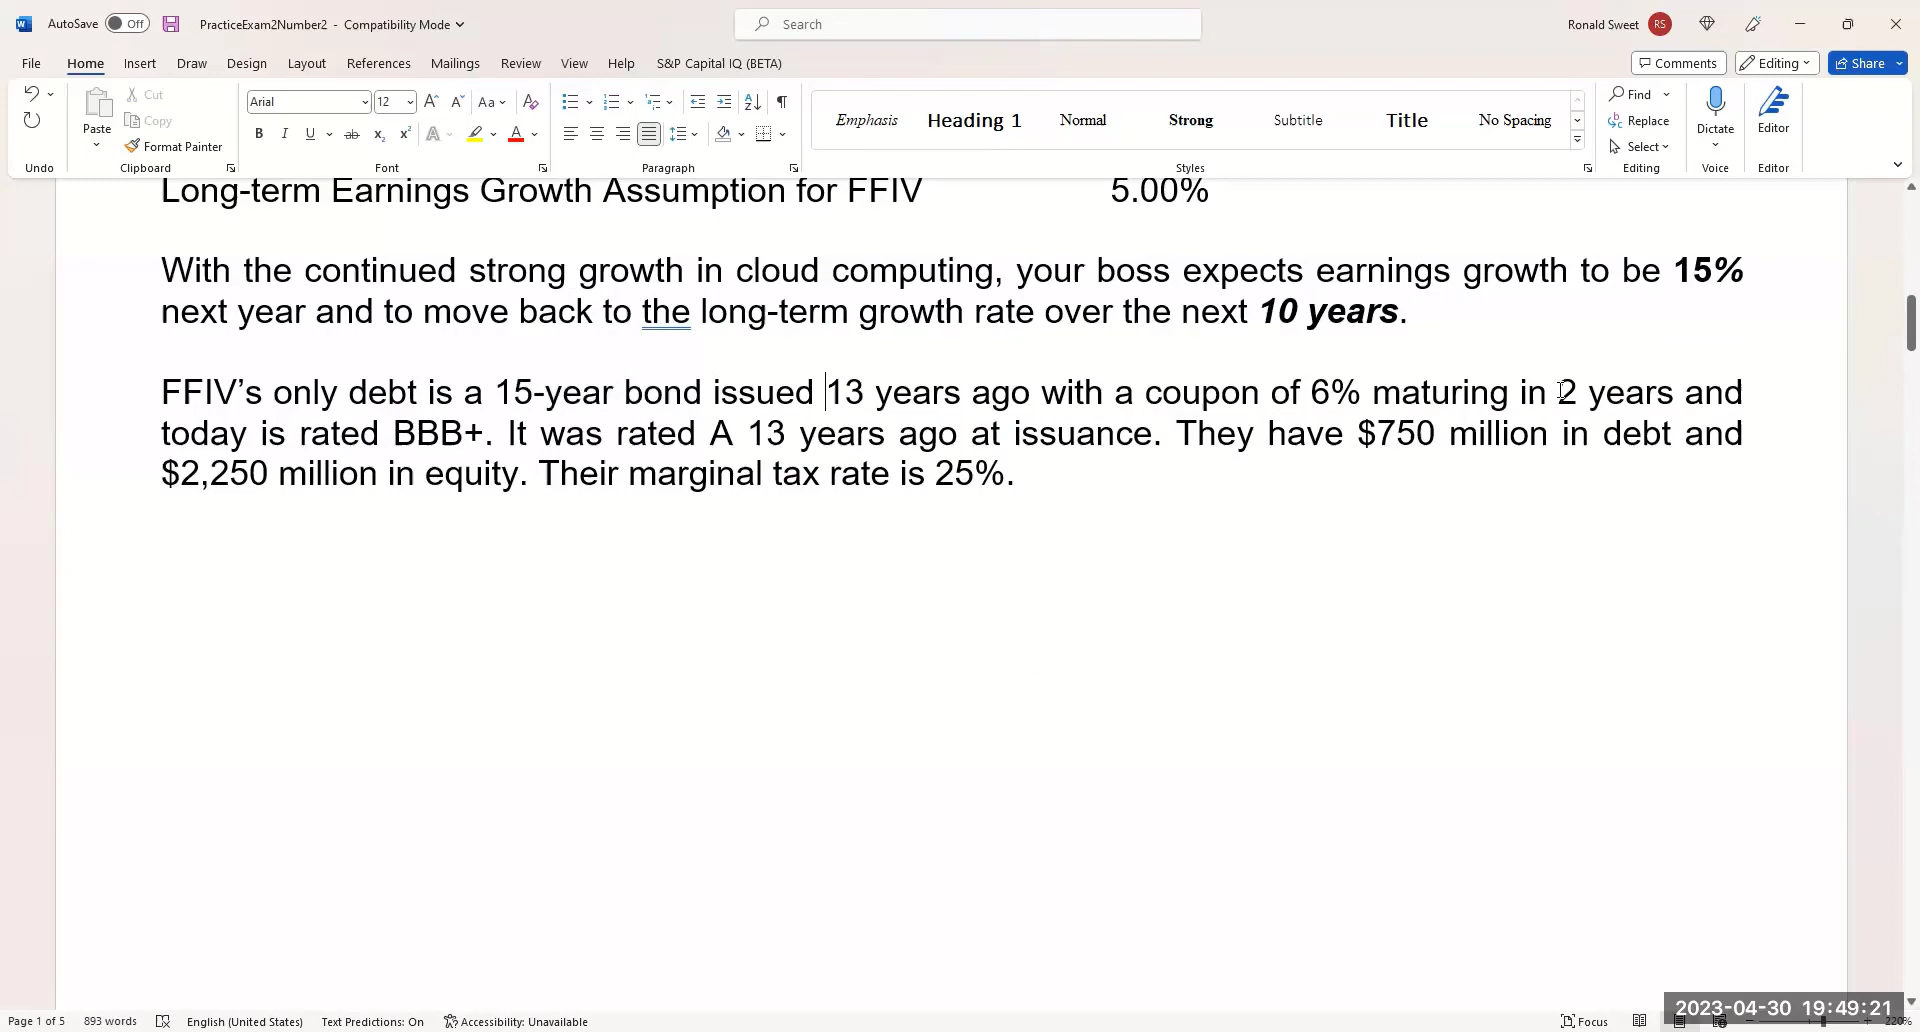 AutoSave Off PracticeExam2Number2 - Compatibility Mode Search Ronald Sweet RS
File Home Insert Draw Design Layout References Mailings Review View Help S&P Capital IQ (BETA) Comments Editing Share
Paste Cut Copy Format Painter
Arial 12 Aa
Emphasis Heading 1 Normal Strong Subtitle Title No Spacing
Find Replace Select Dictate Editor
Undo Clipboard Font Paragraph Styles Editing Voice Editor
Long-term Earnings Growth Assumption for FFIV 5.00%
With the continued strong growth in cloud computing, your boss expects earnings growth to be 15%
next year and to move back to the long-term growth rate over the next 10 years.
FFIV’s only debt is a 15-year bond issued 13 years ago with a coupon of 6% maturing in 2 years and
today is rated BBB+. It was rated A 13 years ago at issuance. They have $750 million in debt and
$2,250 million in equity. Their marginal tax rate is 25%.
2023-04-30 19:49:21
Page 1 of 5 893 words English (United States) Text Predictions: On Accessibility: Unavailable Focus 220%